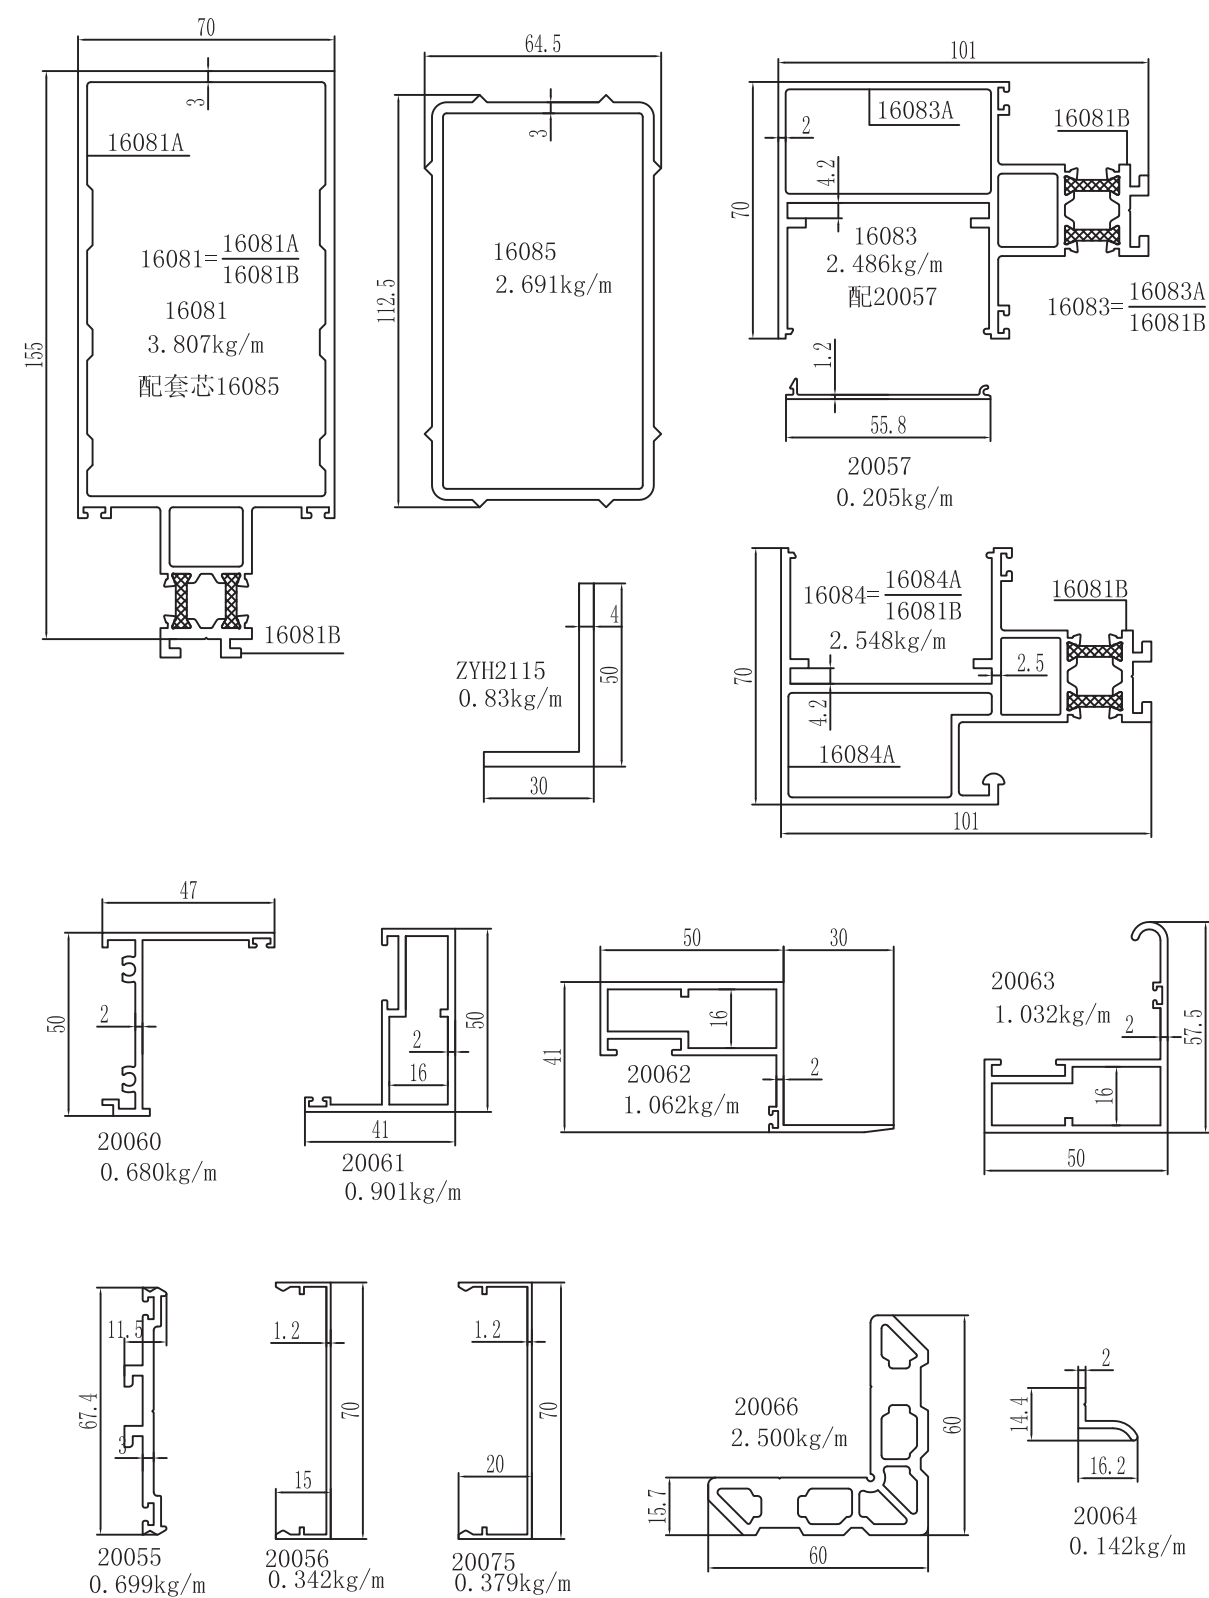 70
3
16081A
16081=16081A
16081B
16081
3.807kg/m
配套芯16085
155
16081B
64.5
3
112.5
16085
2.691kg/m
101
16083A
16081B
2
4.2
70
16083
2.486kg/m
配20057
16083=16083A
16081B
1.2
55.8
20057
0.205kg/m
4
50
ZYH2115
0.83kg/m
30
16084=16084A
16081B
2.548kg/m
16081B
2.5
70
4.2
16084A
101
47
50
2
20060
0.680kg/m
50
2
16
41
20061
0.901kg/m
50
30
41
16
2
20062
1.062kg/m
20063
1.032kg/m
2
57.5
16
50
11.5
67.4
3
20055
0.699kg/m
1.2
70
15
20056
0.342kg/m
1.2
70
20
20075
0.379kg/m
20066
2.500kg/m
60
15.7
60
2
14.4
16.2
20064
0.142kg/m